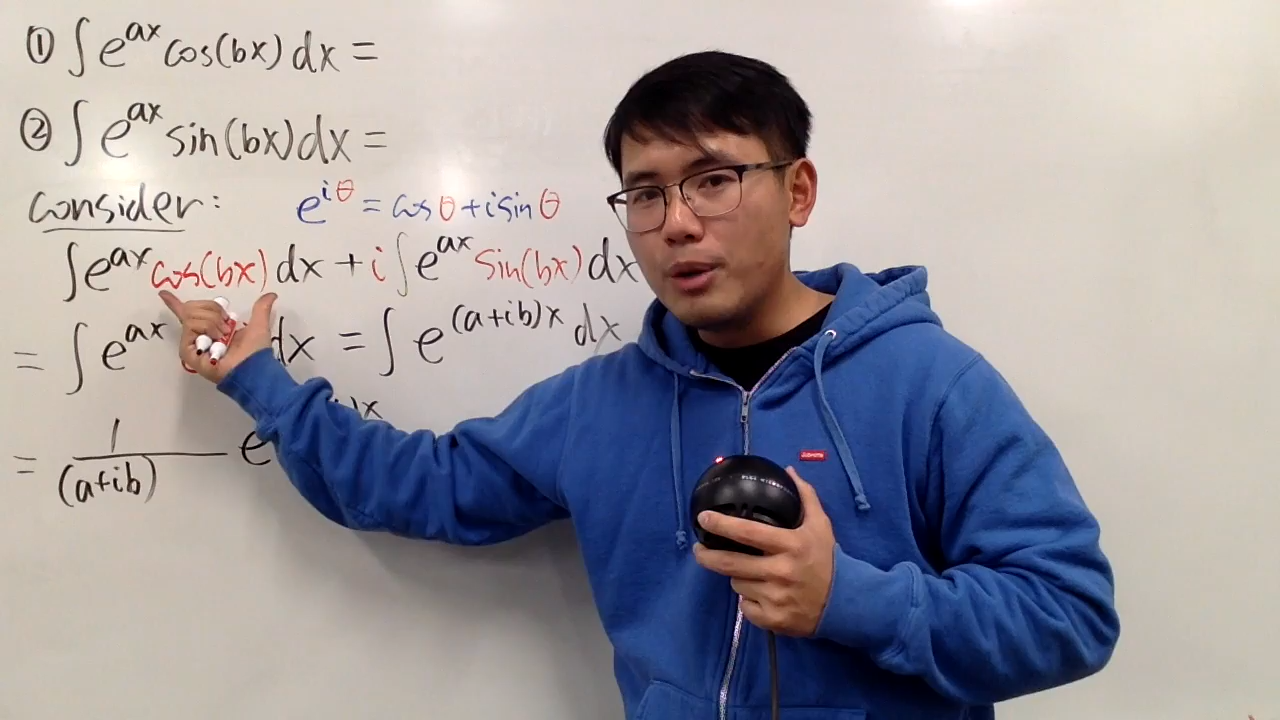 ① ∫ e^{ax} cos(bx) dx =
② ∫ e^{ax} sin(bx) dx =
consider: e^{iθ} = cos θ + i sin θ
∫ e^{ax} cos(bx) dx + i ∫ e^{ax} sin(bx) dx
= ∫ e^{ax} dx = ∫ e^{(a+ib)x} dx
= 1/(a+ib) e